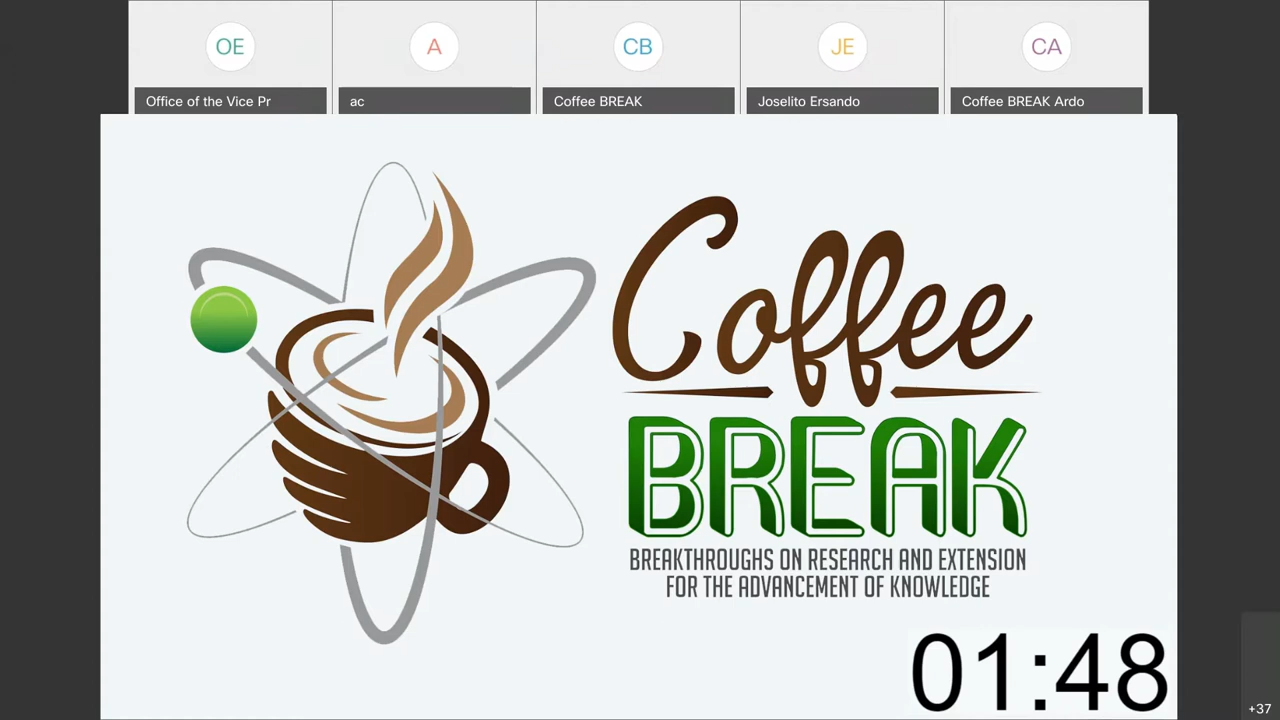 OE
A
CB
JE
CA
Office of the Vice Pr
ac
Coffee BREAK
Joselito Ersando
Coffee BREAK Ardo
Coffee
BREAK
BREAKTHROUGHS ON RESEARCH AND EXTENSION
FOR THE ADVANCEMENT OF KNOWLEDGE
01:48
+37